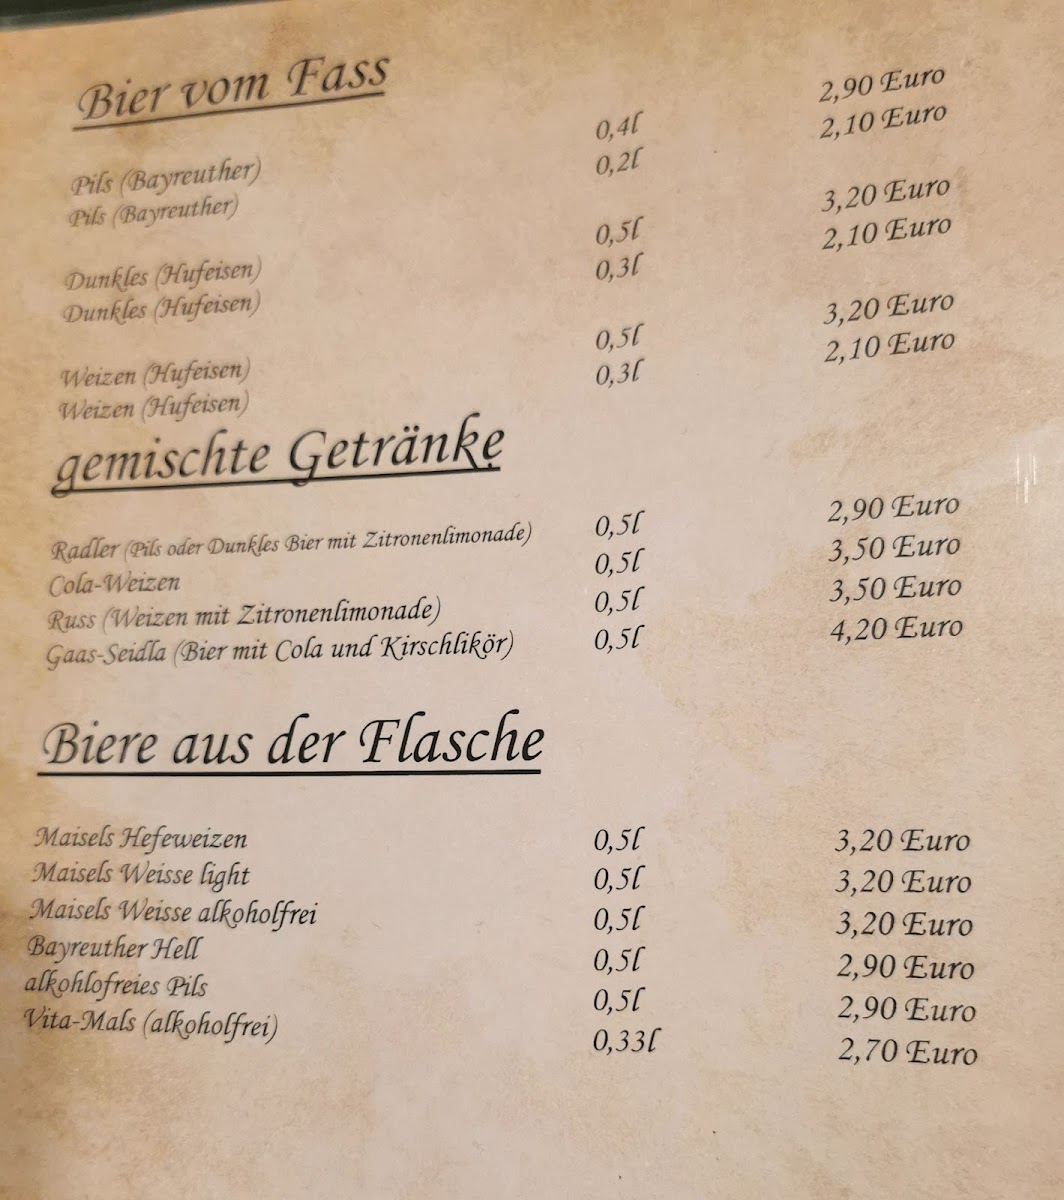 Bier vom Fass
Pils (Bayreuther) 0,4l 2,90 Euro
Pils (Bayreuther) 0,2l 2,10 Euro
Dunkles (Hufeisen) 0,5l 3,20 Euro
Dunkles (Hufeisen) 0,3l 2,10 Euro
Weizen (Hufeisen) 0,5l 3,20 Euro
Weizen (Hufeisen) 0,3l 2,10 Euro
gemischte Getränke
Radler (Pils oder Dunkles Bier mit Zitronenlimonade) 0,5l 2,90 Euro
Cola-Weizen 0,5l 3,50 Euro
Russ (Weizen mit Zitronenlimonade) 0,5l 3,50 Euro
Gaas-Seidla (Bier mit Cola und Kirschlikör) 0,5l 4,20 Euro
Biere aus der Flasche
Maisels Hefeweizen 0,5l 3,20 Euro
Maisels Weisse light 0,5l 3,20 Euro
Maisels Weisse alkoholfrei 0,5l 3,20 Euro
Bayreuther Hell 0,5l 2,90 Euro
alkohlofreies Pils 0,5l 2,90 Euro
Vita-Mals (alkoholfrei) 0,33l 2,70 Euro